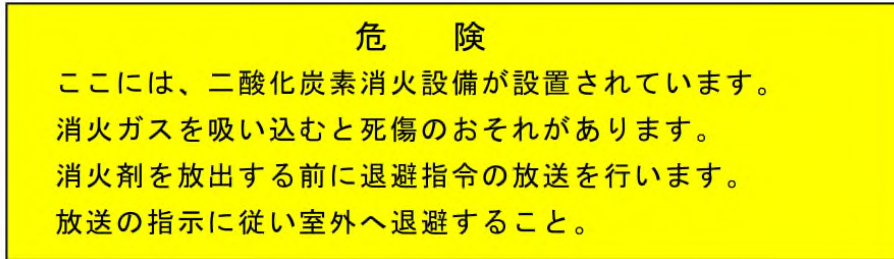 危　険
ここには、二酸化炭素消火設備が設置されています。
消火ガスを吸い込むと死傷のおそれがあります。
消火剤を放出する前に退避指令の放送を行います。
放送の指示に従い室外へ退避すること。